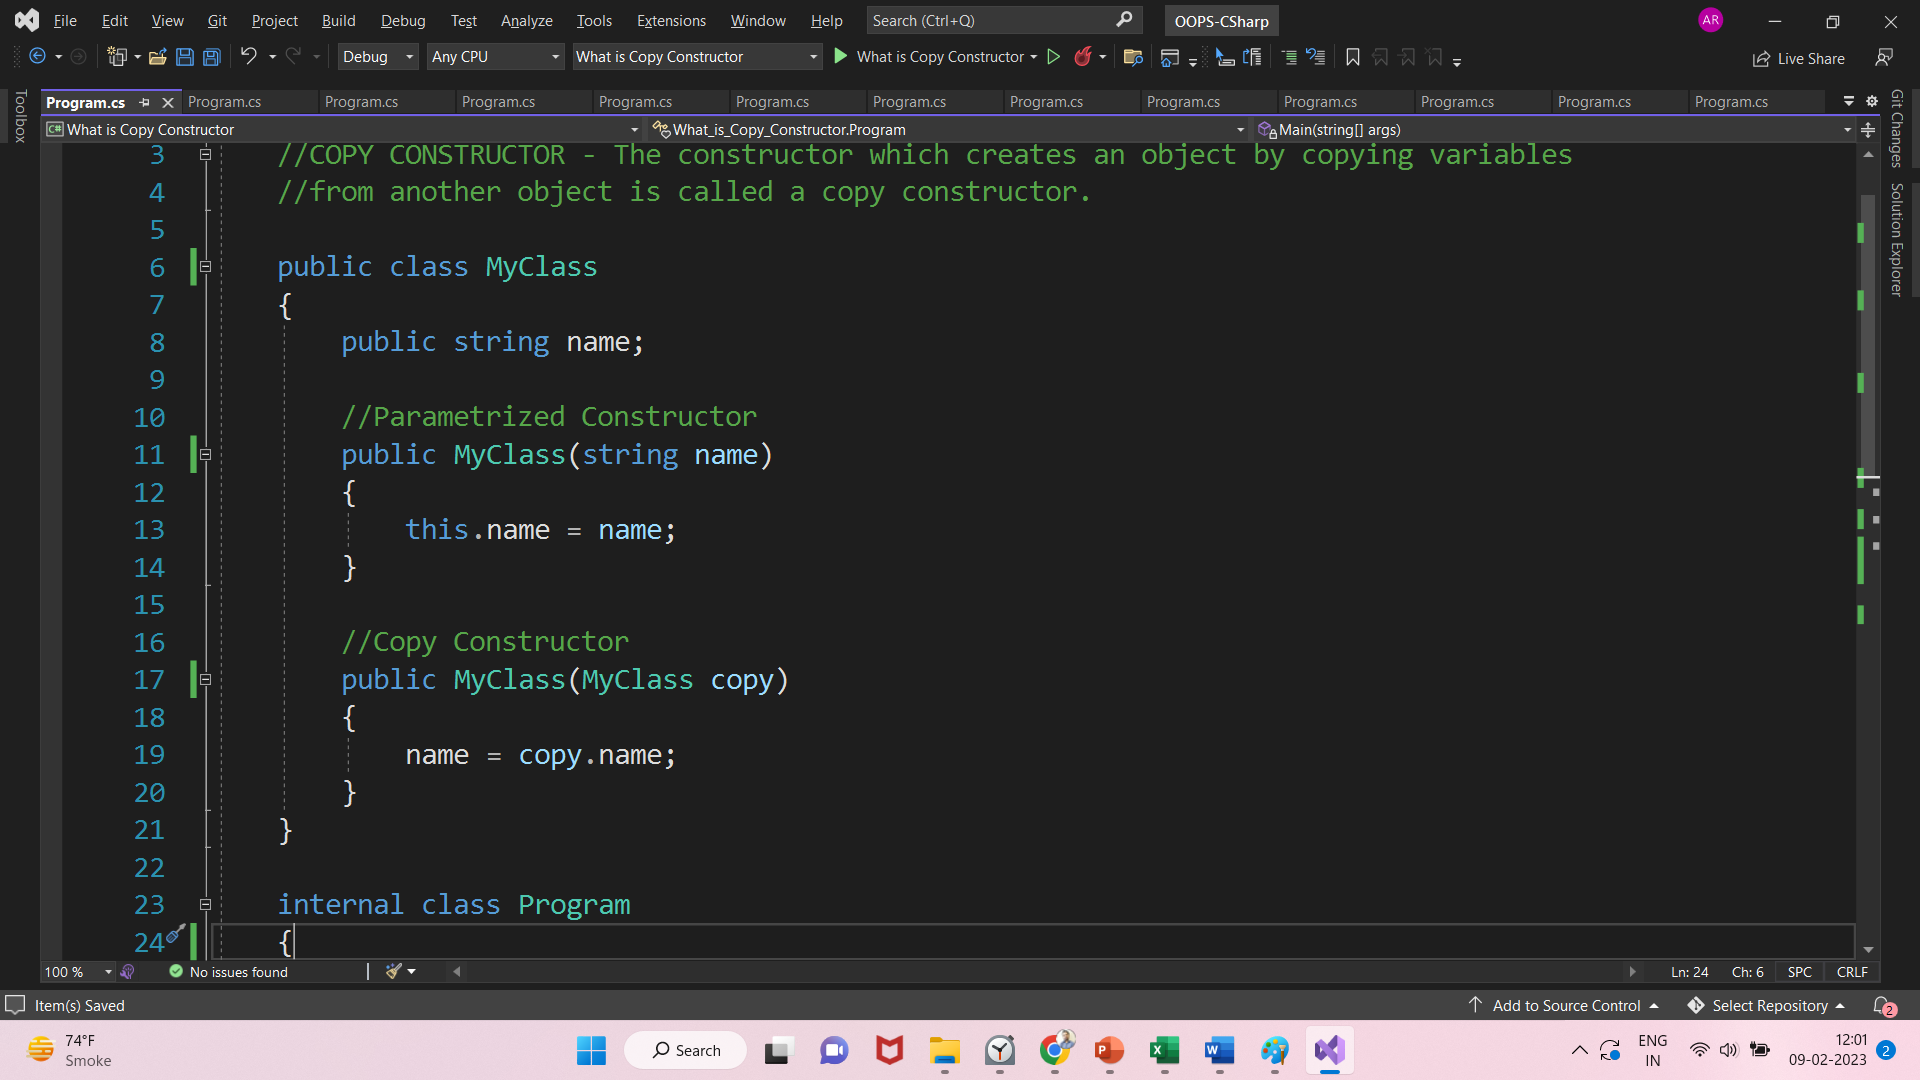 File Edit View Git Project Build Debug Test Analyze Tools Extensions Window Help Search (Ctrl+Q) OOPS-CSharp AR
Debug Any CPU What is Copy Constructor What is Copy Constructor Live Share
Toolbox
Program.cs Program.cs Program.cs Program.cs Program.cs Program.cs Program.cs Program.cs Program.cs Program.cs Program.cs Program.cs Program.cs
C# What is Copy Constructor What_is_Copy_Constructor.Program Main(string[] args)
Git Changes
Solution Explorer
3 //COPY CONSTRUCTOR - The constructor which creates an object by copying variables
4 //from another object is called a copy constructor.
5
6 public class MyClass
7 {
8 public string name;
9
10 //Parametrized Constructor
11 public MyClass(string name)
12 {
13 this.name = name;
14 }
15
16 //Copy Constructor
17 public MyClass(MyClass copy)
18 {
19 name = copy.name;
20 }
21 }
22
23 internal class Program
24 {
100 % No issues found Ln: 24 Ch: 6 SPC CRLF
Item(s) Saved Add to Source Control Select Repository 2
74°F
Smoke
Search
ENG
IN
12:01
09-02-2023
2